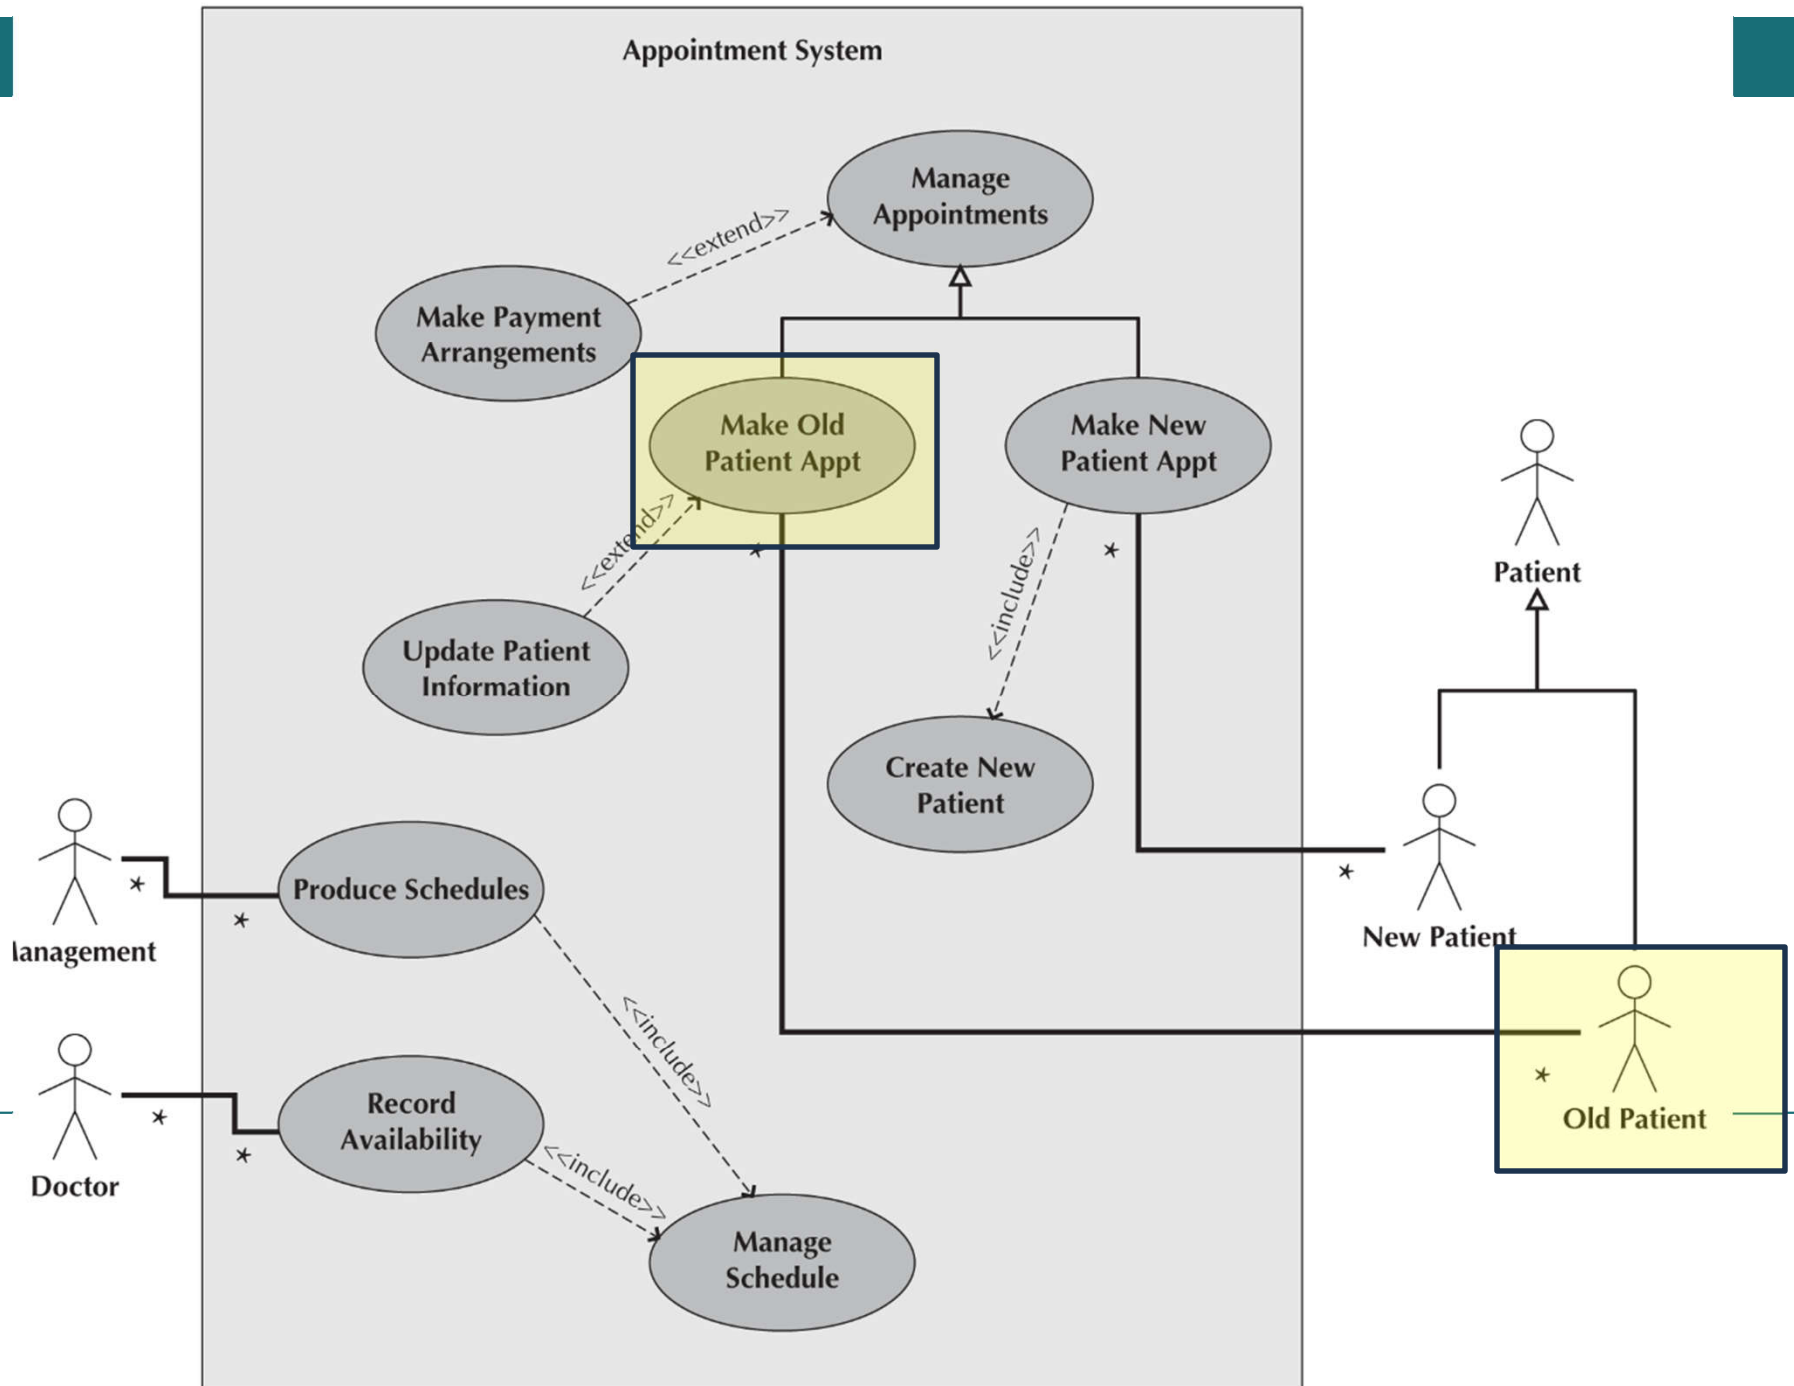 Appointment System
Manage
Appointments
<<extend>>
Make Payment
Arrangements
Make Old
Patient Appt
Make New
Patient Appt
<<extend>>
*
*
<<include>>
Patient
Update Patient
Information
Create New
Patient
*
Produce Schedules
*
*
anagement
New Patient
<<include>>
*
Old Patient
Record
Availability
*
*
<<include>>
Doctor
Manage
Schedule